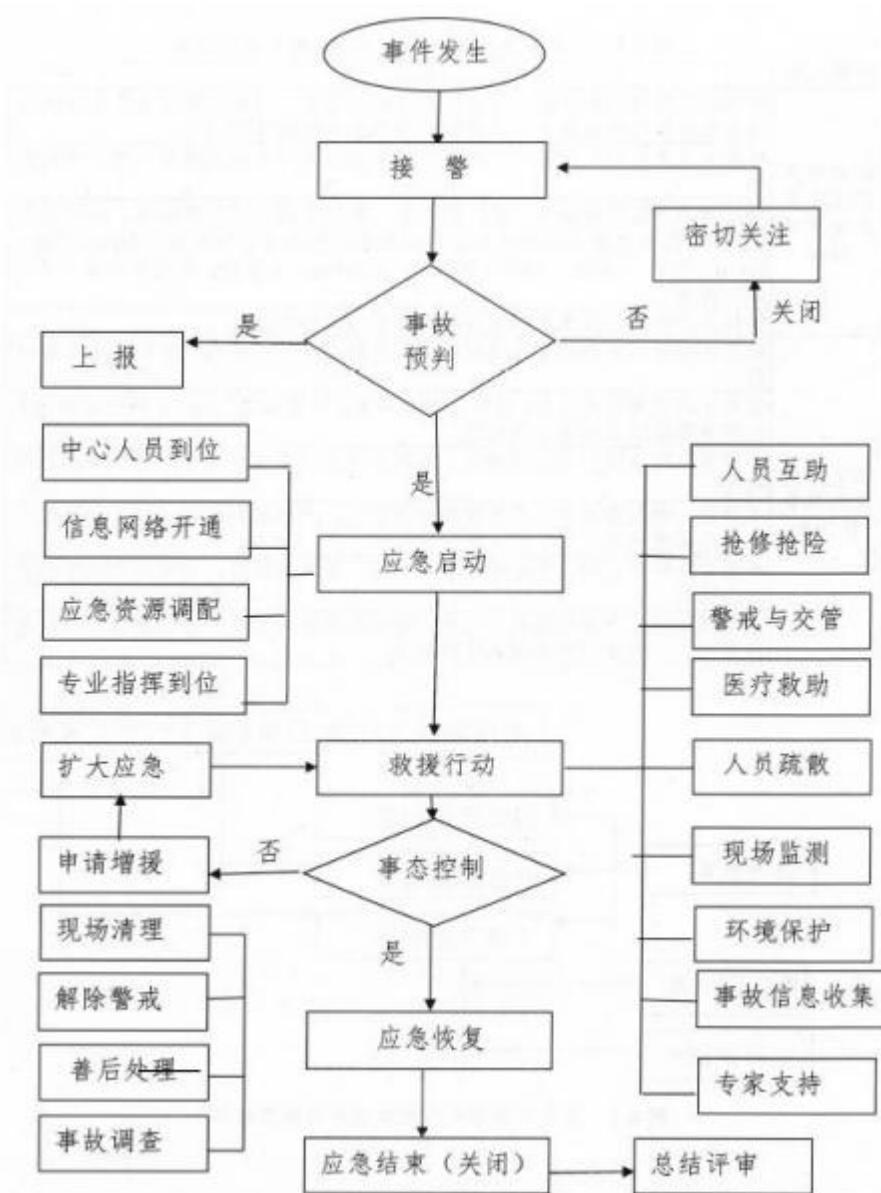 事件发生
接 警
密切关注
关闭
否
事故
预判
是
上 报
是
中心人员到位
信息网络开通
应急资源调配
专业指挥到位
应急启动
人员互助
抢修抢险
警戒与交管
医疗救助
人员疏散
现场监测
环境保护
事故信息收集
专家支持
扩大应急
救援行动
申请增援
否
事态控制
是
现场清理
解除警戒
善后处理
事故调查
应急恢复
应急结束（关闭）
总结评审